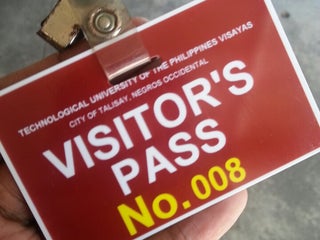 TECHNOLOGICAL UNIVERSITY OF THE PHILIPPINES VISAYAS
CITY OF TALISAY, NEGROS OCCIDENTAL
VISITOR'S
PASS
No. 008